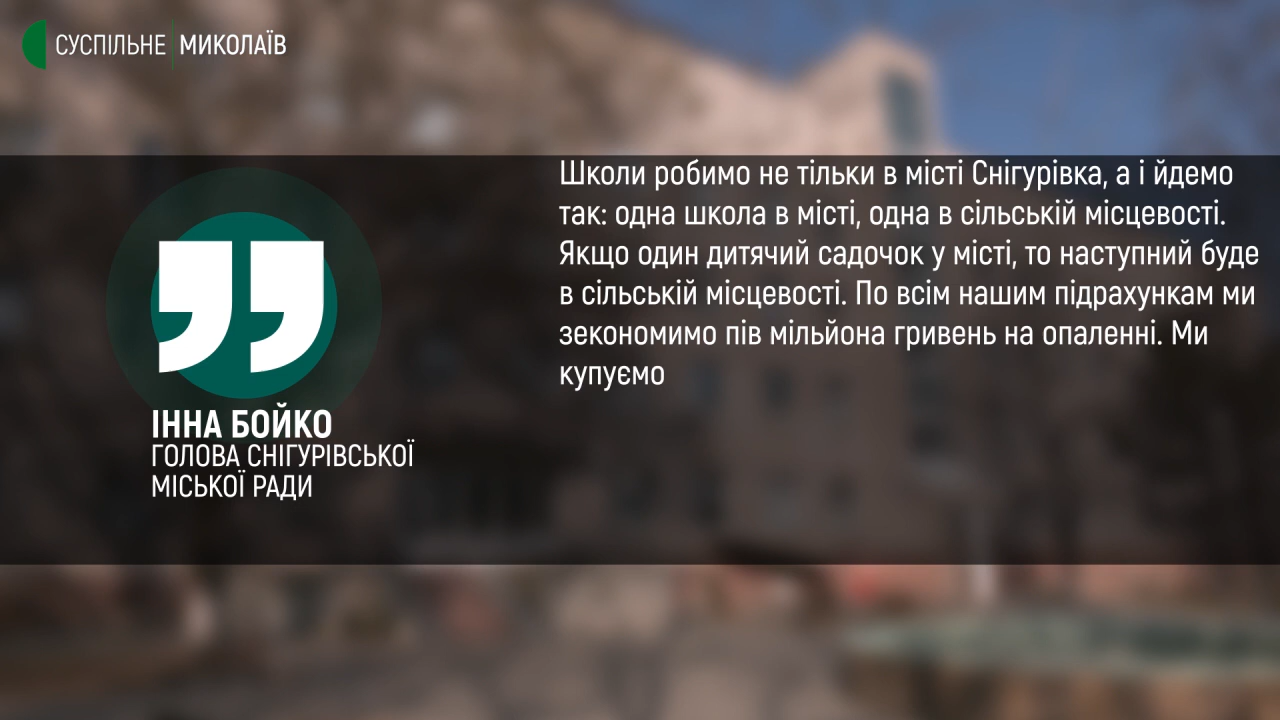 СУСПІЛЬНЕ МИКОЛАЇВ
ІННА БОЙКО
ГОЛОВА СНІГУРІВСЬКОЇ
МІСЬКОЇ РАДИ
Школи робимо не тільки в місті Снігурівка, а і йдемо
так: одна школа в місті, одна в сільській місцевості.
Якщо один дитячий садочок у місті, то наступний буде
в сільській місцевості. По всім нашим підрахункам ми
зекономимо пів мільйона гривень на опаленні. Ми
купуємо